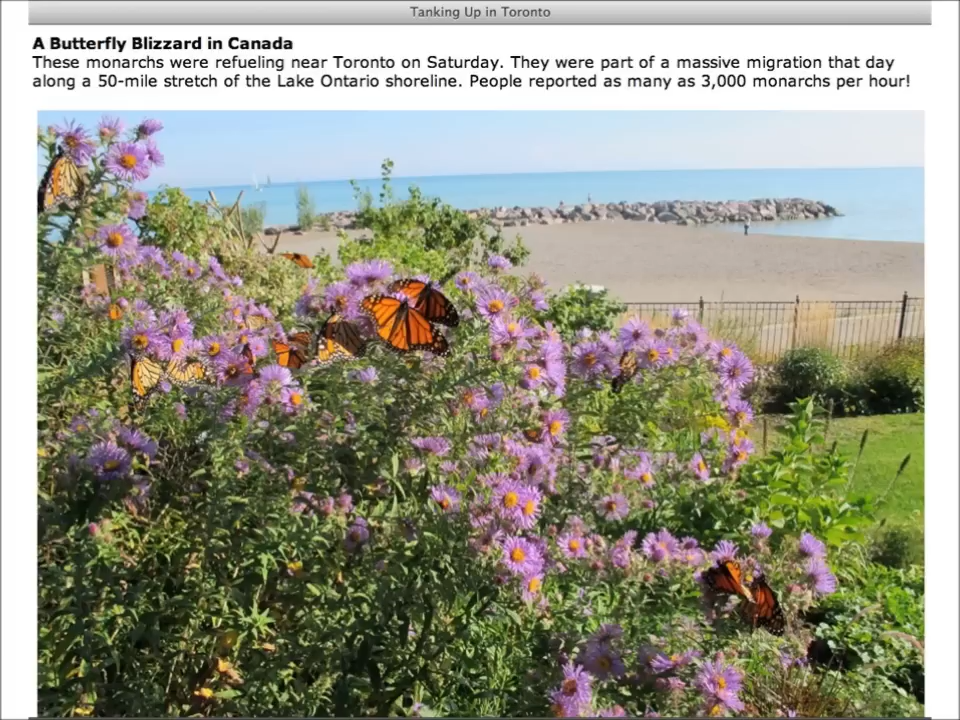 Tanking Up in Toronto
A Butterfly Blizzard in Canada
These monarchs were refueling near Toronto on Saturday. They were part of a massive migration that day
along a 50-mile stretch of the Lake Ontario shoreline. People reported as many as 3,000 monarchs per hour!